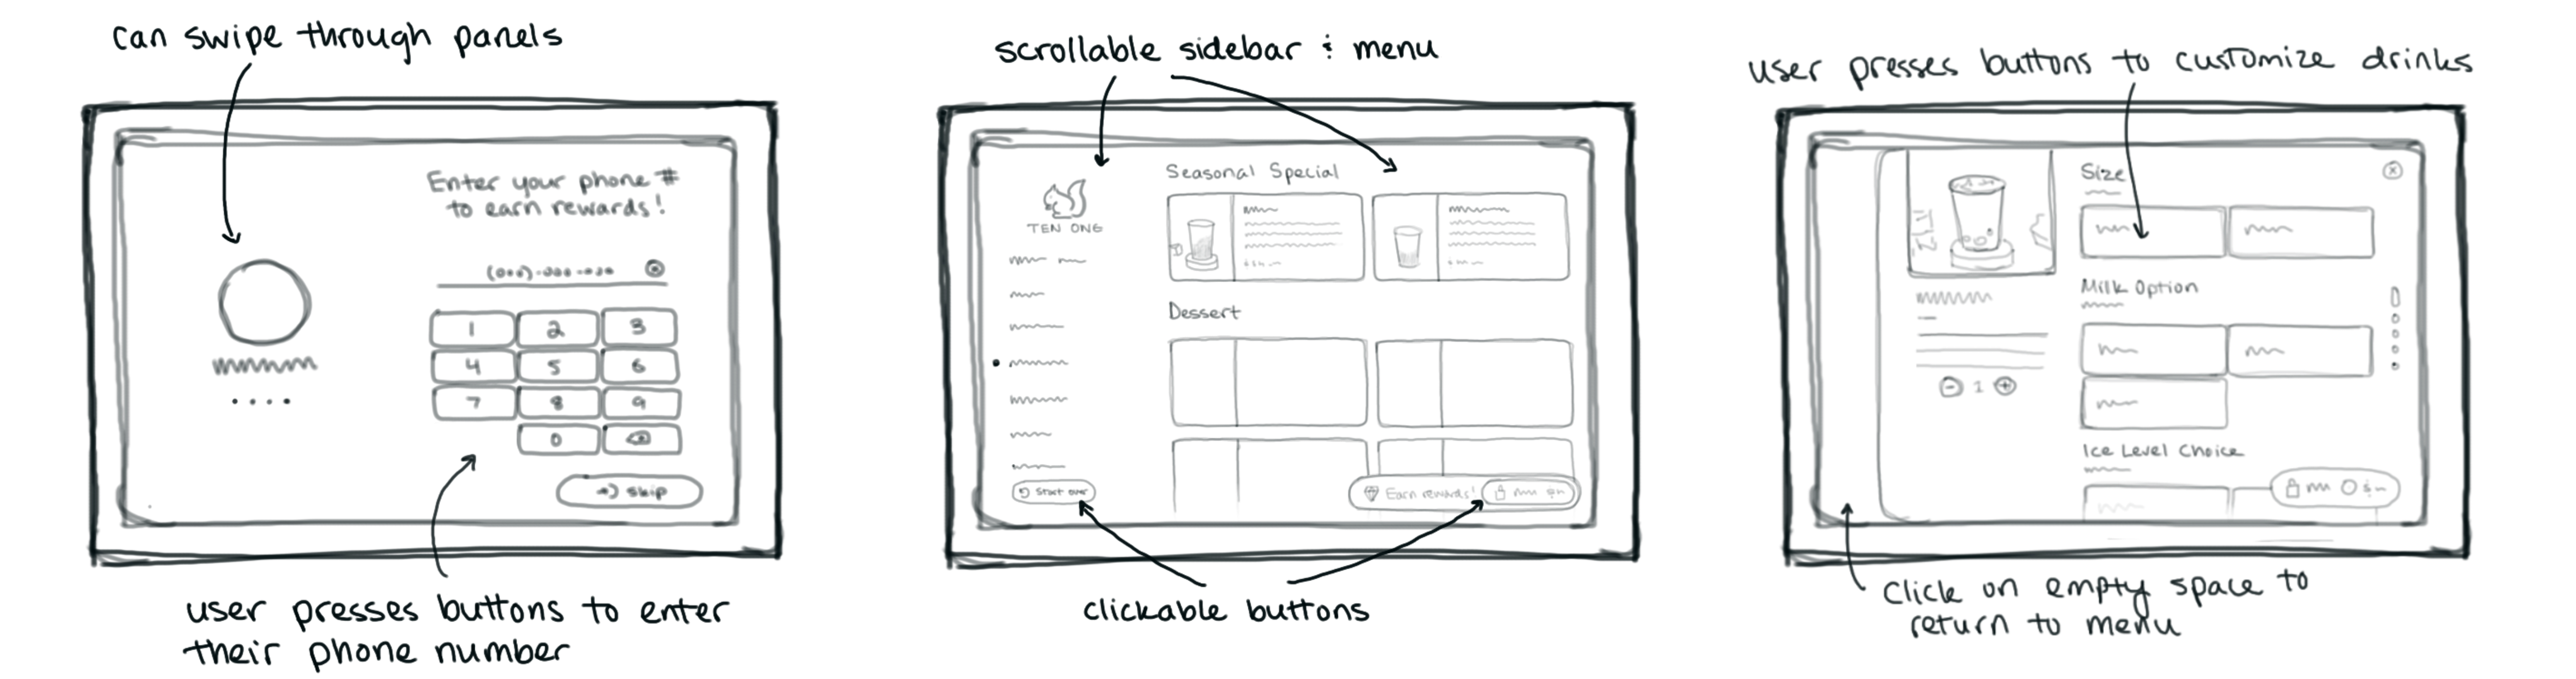 can swipe through panels
Enter your phone #
to earn rewards!
1 2 3
4 5 6
7 8 9
0
skip
user presses buttons to enter
their phone number
scrollable sidebar & menu
TEN ONE
Start over
Seasonal Special
Dessert
Earn rewards!
clickable buttons
user presses buttons to customize drinks
1
Size
Milk Option
Ice Level Choice
Click on empty space to
return to menu